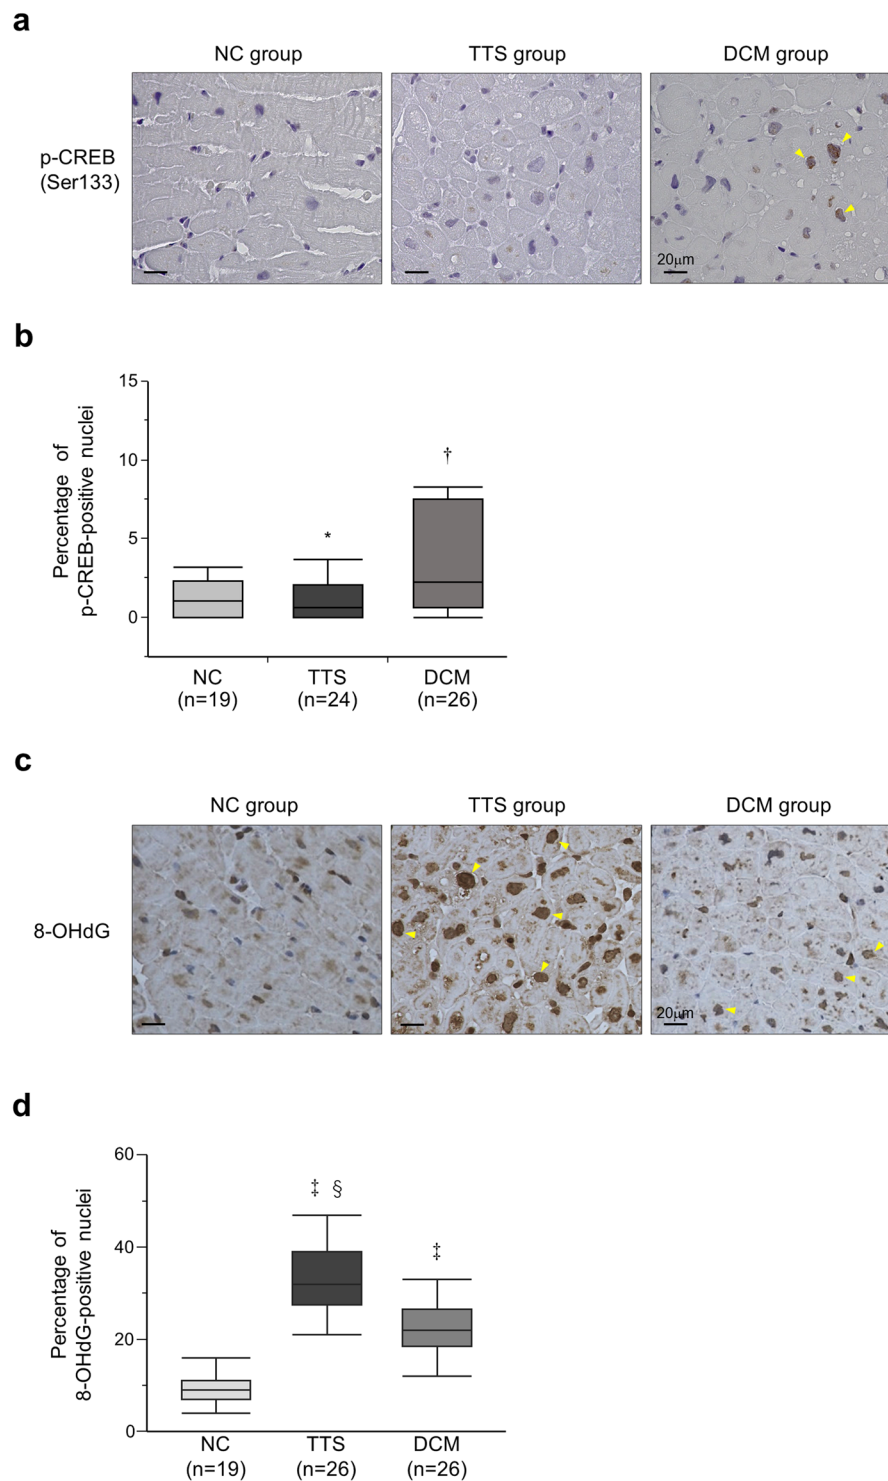 a
NC group
TTS group
DCM group
p-CREB
(Ser133)
20μm
b
Percentage of
p-CREB-positive nuclei
15
10
5
0
*
†
NC
(n=19)
TTS
(n=24)
DCM
(n=26)
c
NC group
TTS group
DCM group
8-OHdG
20μm
d
Percentage of
8-OHdG-positive nuclei
60
40
20
0
‡ §
‡
NC
(n=19)
TTS
(n=26)
DCM
(n=26)